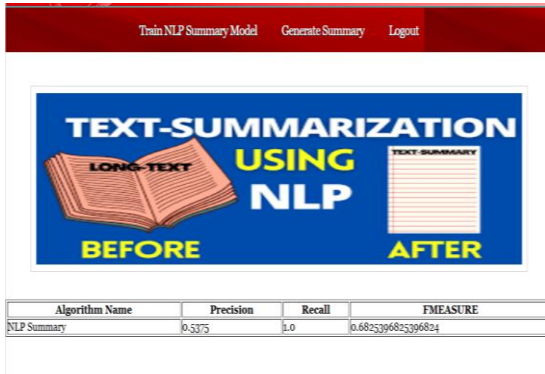 Train NLP Summary Model Generate Summary Logout
TEXT-SUMMARIZATION
USING
LONG-TEXT
TEXT-SUMMARY
NLP
BEFORE AFTER
Algorithm Name Precision Recall FMEASURE
NLP Summary 0.5375 1.0 0.6825396825396824